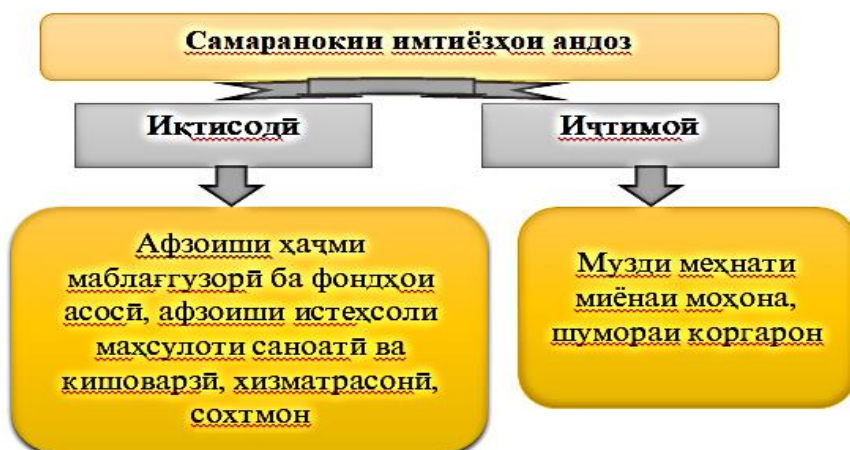 Самаранокии имтиёзҳои андоз
Иқтисодӣ
Иҷтимоӣ
Афзоиши ҳаҷми
маблағгузорӣ ба фондҳои
асосӣ, афзоиши истеҳсоли
маҳсулоти саноатӣ ва
кишоварзӣ, хизматрасонӣ,
сохтмон
Музди меҳнати
миёнаи моҳона,
шумораи коргарон